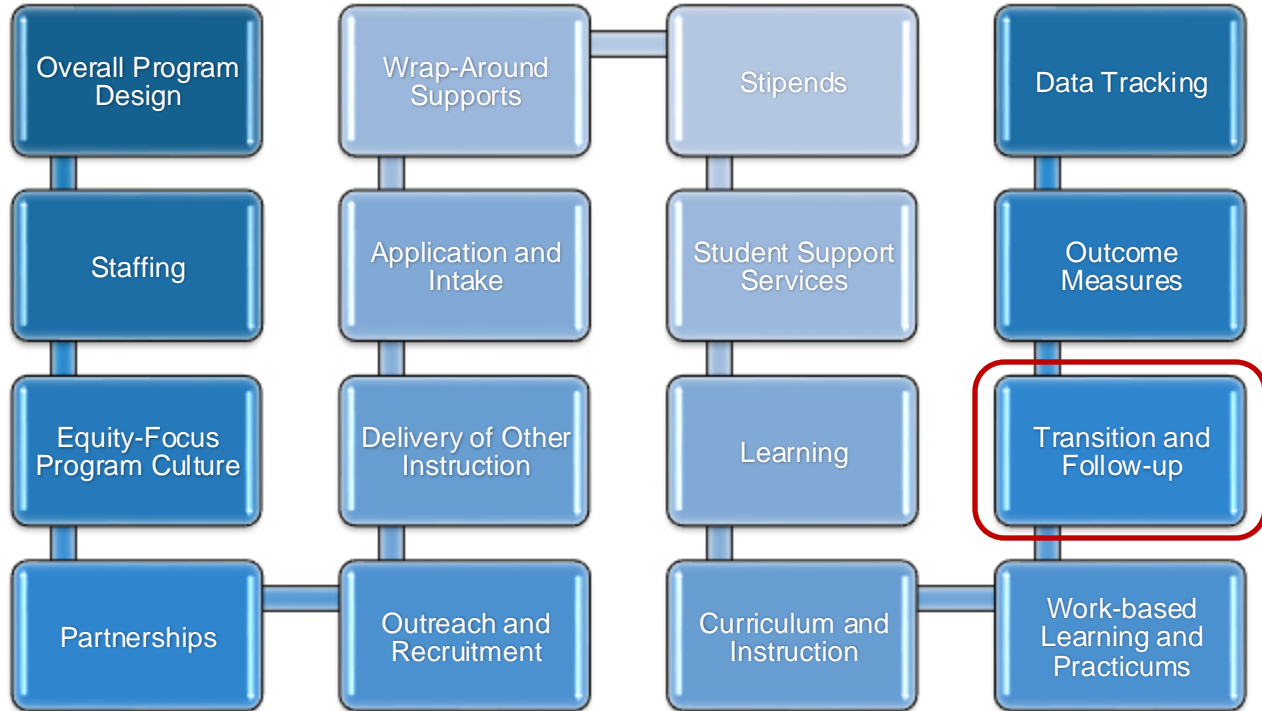 Overall Program
Design
Staffing
Equity-Focus
Program Culture
Partnerships
Outreach and
Recruitment
Delivery of Other
Instruction
Application and
Intake
Wrap-Around
Supports
Stipends
Student Support
Services
Learning
Curriculum and
Instruction
Work-based
Learning and
Practicums
Transition and
Follow-up
Outcome
Measures
Data Tracking